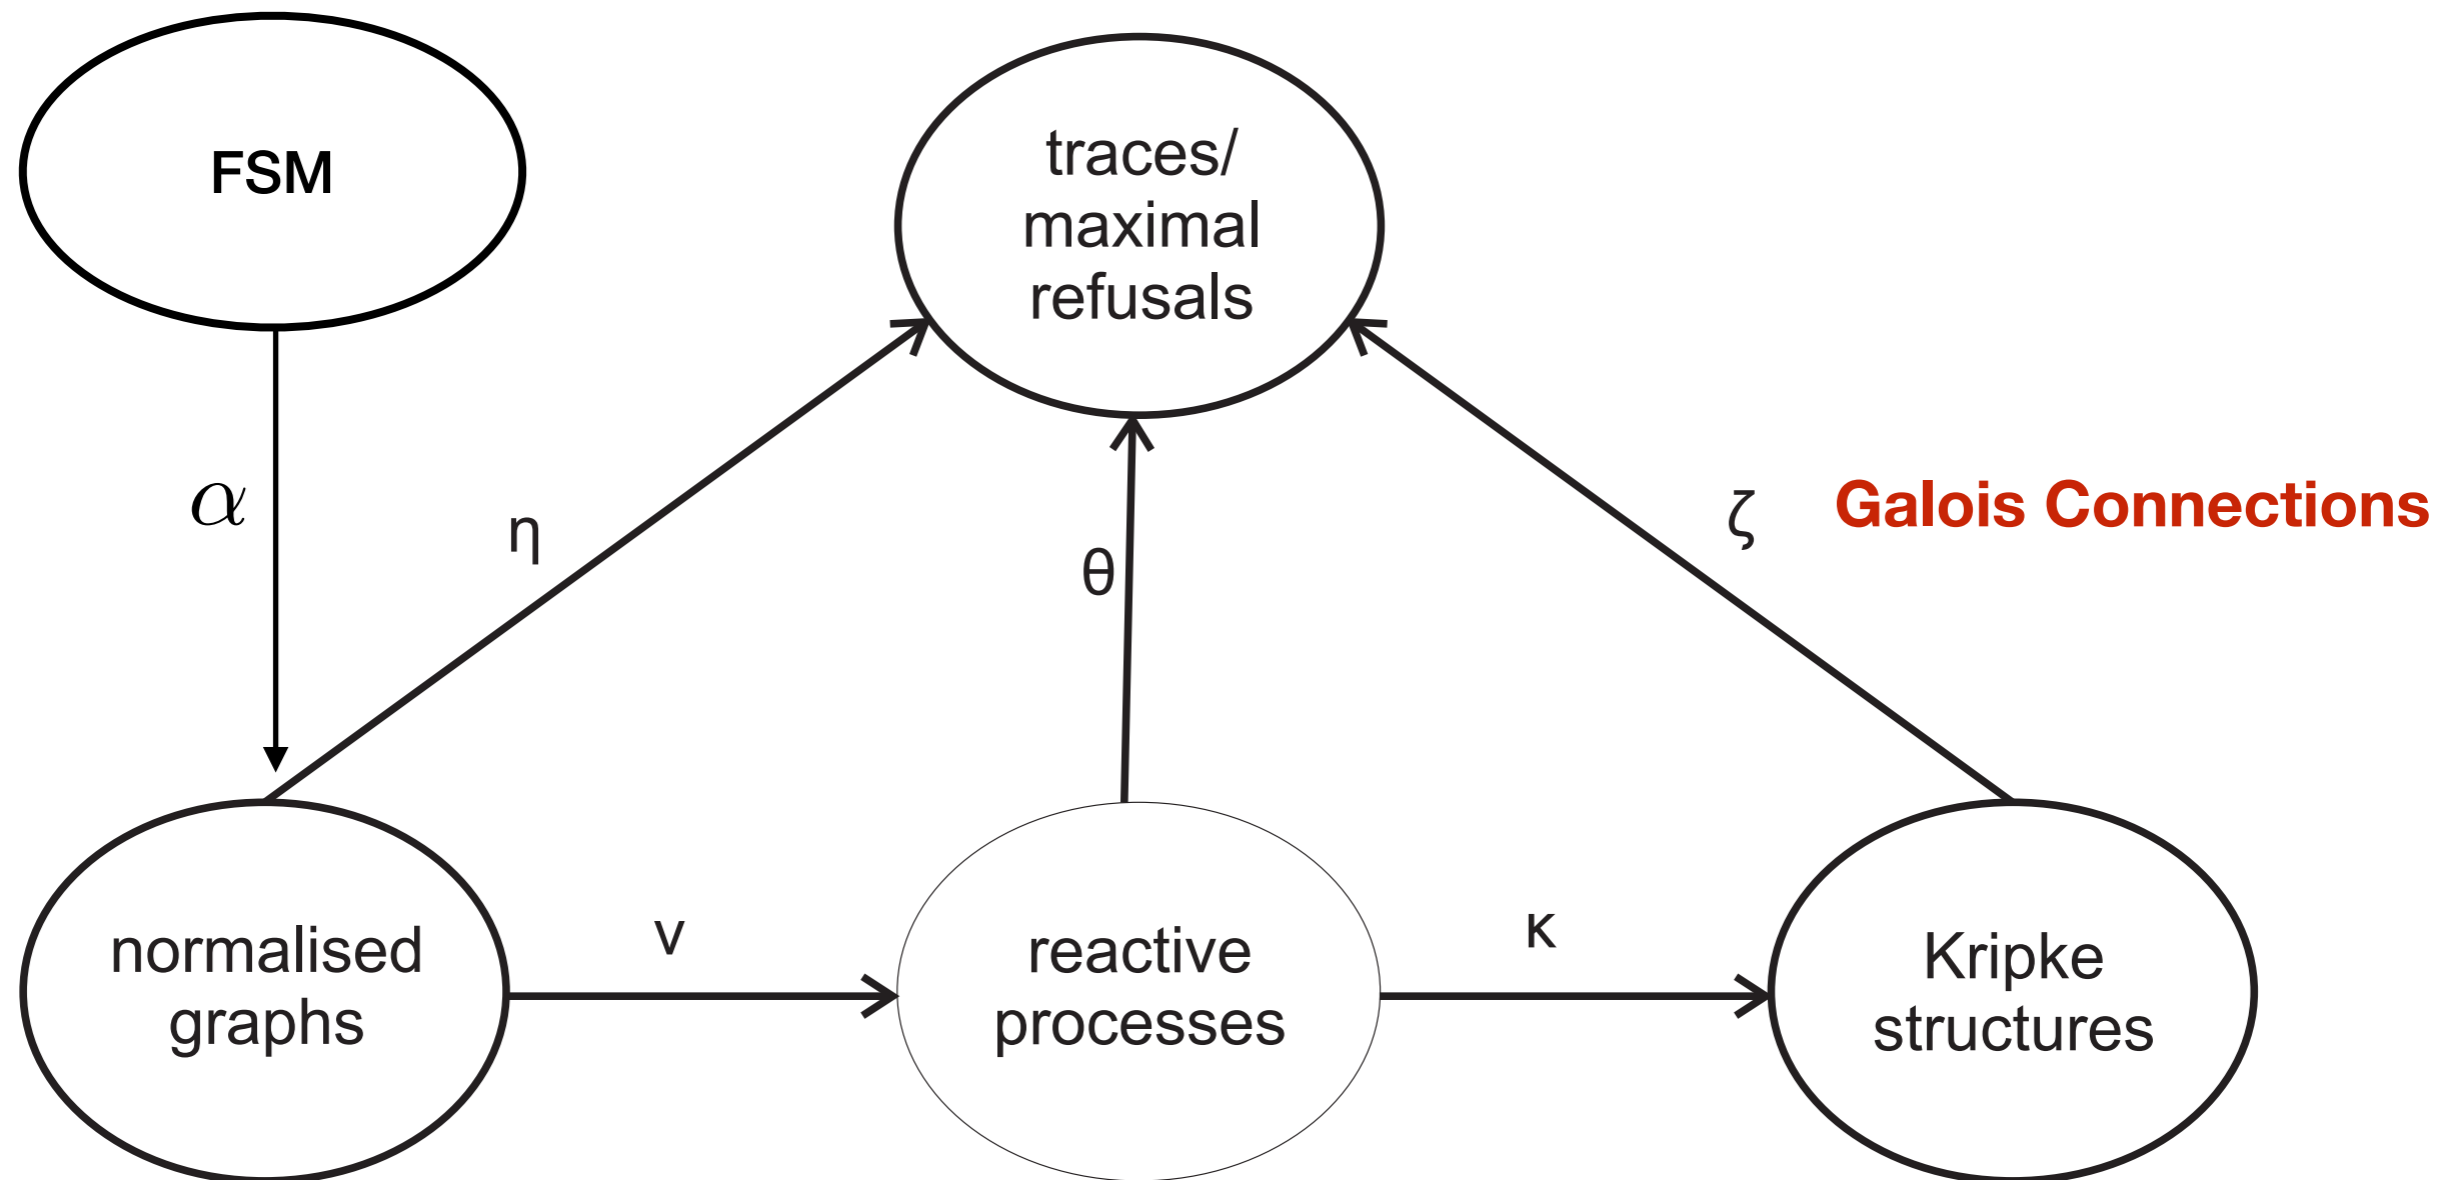 FSM
traces/
maximal
refusals
α
η
θ
ζ
Galois Connections
normalised
graphs
ν
reactive
processes
κ
Kripke
structures